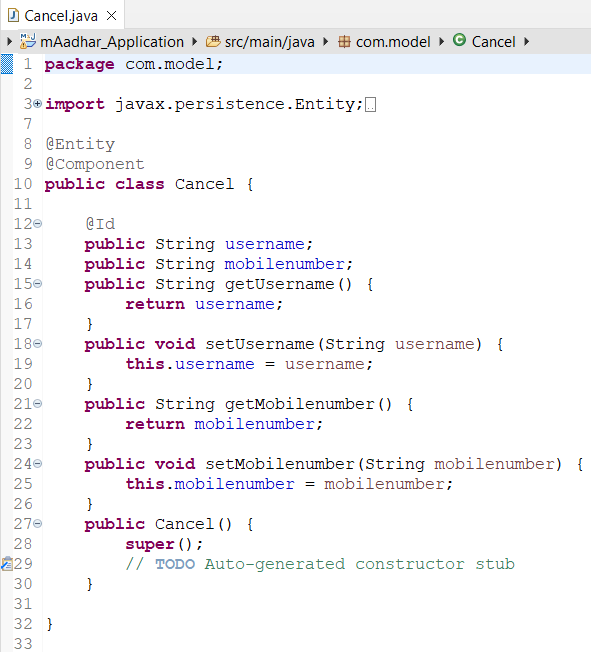 Cancel.java
mAadhar_Application src/main/java com.model Cancel
1 package com.model;
2
3 import javax.persistence.Entity;
7
8 @Entity
9 @Component
10 public class Cancel {
11
12     @Id
13     public String username;
14     public String mobilenumber;
15     public String getUsername() {
16         return username;
17     }
18     public void setUsername(String username) {
19         this.username = username;
20     }
21     public String getMobilenumber() {
22         return mobilenumber;
23     }
24     public void setMobilenumber(String mobilenumber) {
25         this.mobilenumber = mobilenumber;
26     }
27     public Cancel() {
28         super();
29         // TODO Auto-generated constructor stub
30     }
31
32 }
33